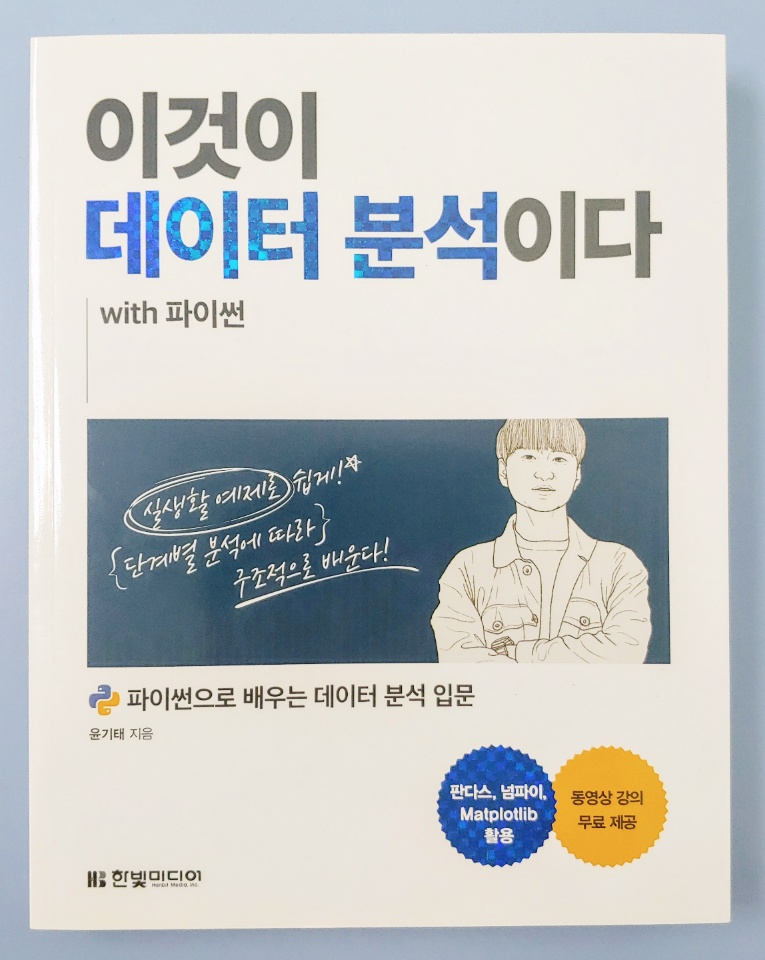 이것이
데이터 분석이다
with 파이썬
실생활 예제로 쉽게!
{단계별 분석에 따라}
구조적으로 배운다!
파이썬으로 배우는 데이터 분석 입문
윤기태 지음
판다스, 넘파이,
Matplotlib
활용
동영상 강의
무료 제공
HB 한빛미디어
Hanbit Media, Inc.